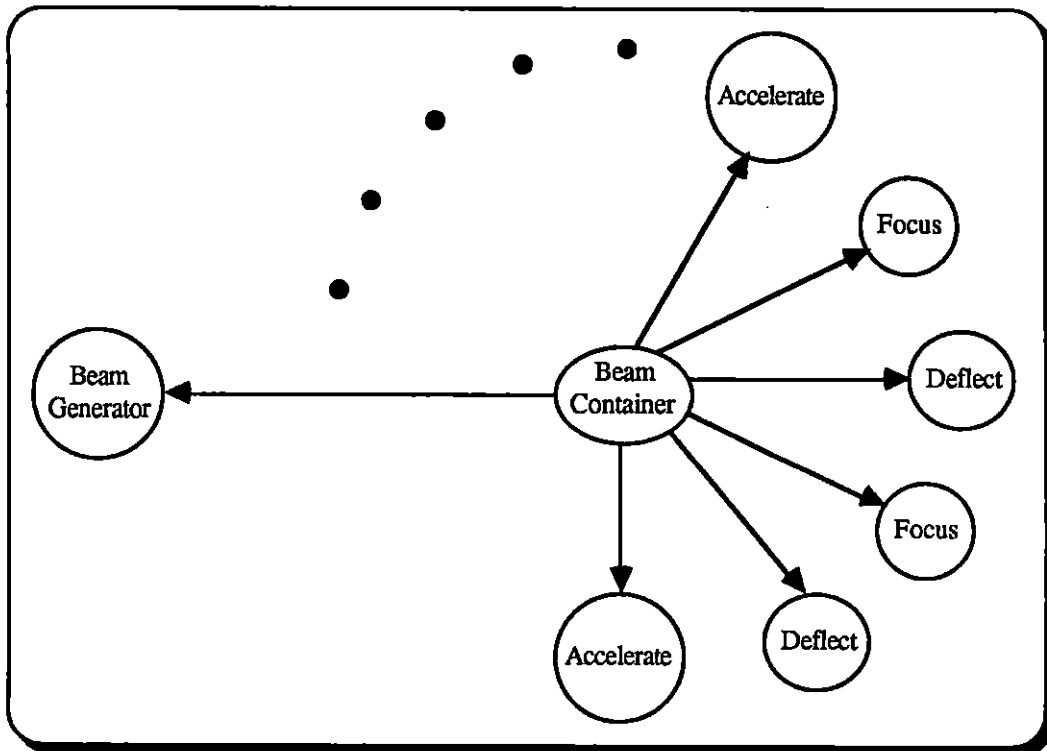 Accelerate
Focus
Beam
Generator
Beam
Container
Deflect
Focus
Accelerate
Deflect